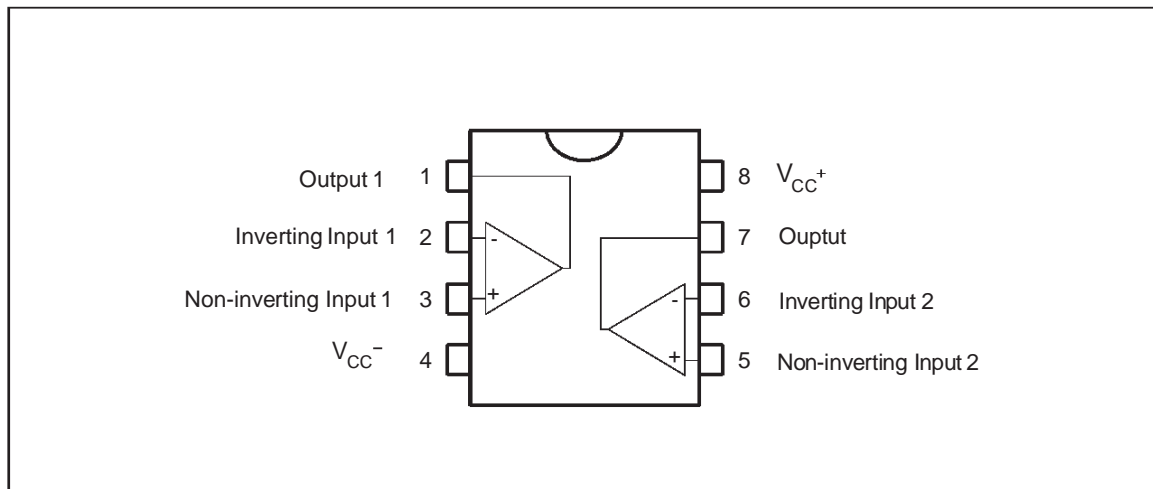 Output 1 1
Inverting Input 1 2
-
Non-inverting Input 1 3
+
VCC− 4
8 VCC+
7 Ouptut
6 Inverting Input 2
-
5 Non-inverting Input 2
+